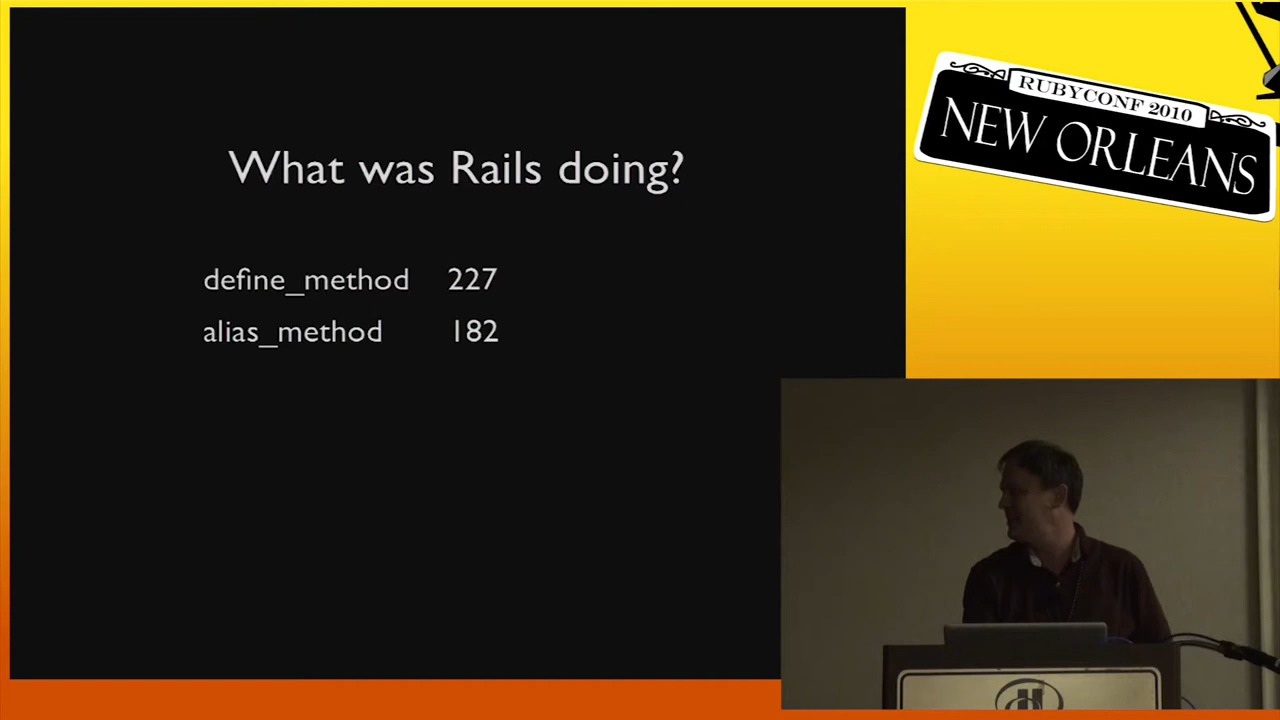 What was Rails doing?
define_method 227
alias_method 182
RUBYCONF 2010
NEW ORLEANS